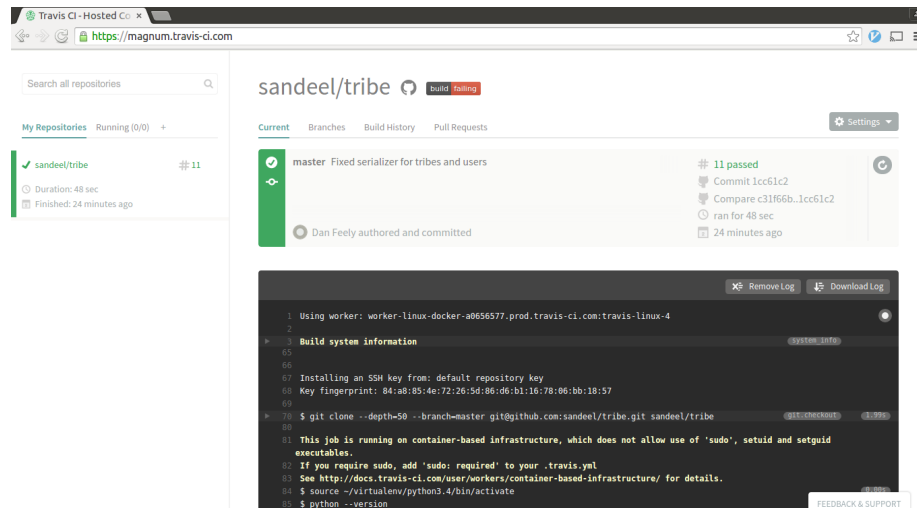 Travis CI - Hosted Co
https://magnum.travis-ci.com
Search all repositories
My Repositories Running (0/0) +
sandeel/tribe # 11
Duration: 48 sec
Finished: 24 minutes ago
sandeel/tribe build failing
Current Branches Build History Pull Requests
Settings
master Fixed serializer for tribes and users
# 11 passed
Commit 1cc61c2
Compare c31f66b..1cc61c2
ran for 48 sec
Dan Feely authored and committed
24 minutes ago
Remove Log Download Log
1 Using worker: worker-linux-docker-a0656577.prod.travis-ci.com:travis-linux-4
2
3 Build system information system_info
65
66
67 Installing an SSH key from: default repository key
68 Key fingerprint: 84:a8:85:4e:72:26:5d:86:d6:b1:16:78:06:bb:18:57
69
70 $ git clone --depth=50 --branch=master git@github.com:sandeel/tribe.git sandeel/tribe git.checkout 1.99s
80
81 This job is running on container-based infrastructure, which does not allow use of 'sudo', setuid and setguid
executables.
82 If you require sudo, add 'sudo: required' to your .travis.yml
83 See http://docs.travis-ci.com/user/workers/container-based-infrastructure/ for details.
84 $ source ~/virtualenv/python3.4/bin/activate 0.00s
85 $ python --version
FEEDBACK & SUPPORT